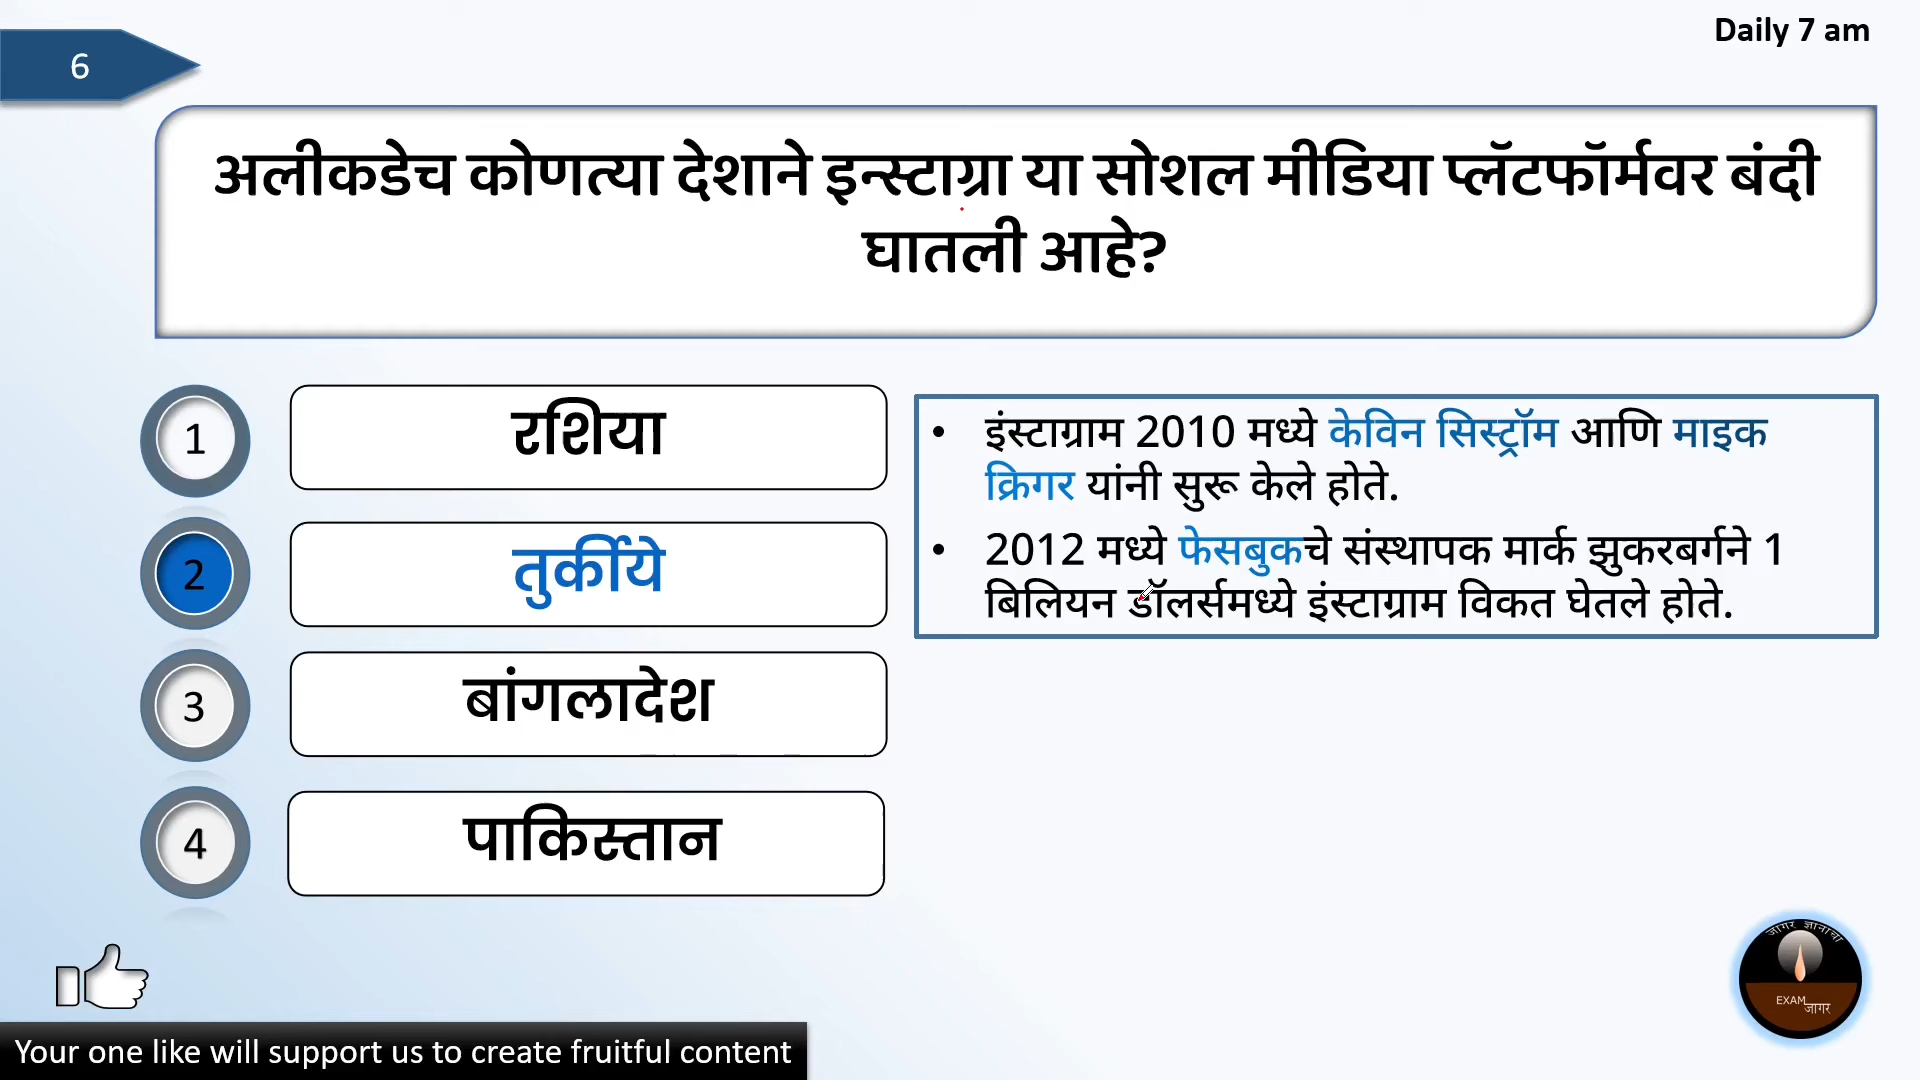 Daily 7 am
6
अलीकडेच कोणत्या देशाने इन्स्टाग्रा या सोशल मीडिया प्लॅटफॉर्मवर बंदी
घातली आहे?
1
रशिया
2
तुर्कीये
3
बांगलादेश
4
पाकिस्तान
• इंस्टाग्राम 2010 मध्ये केविन सिस्ट्रॉम आणि माइक
क्रिगर यांनी सुरू केले होते.
• 2012 मध्ये फेसबुकचे संस्थापक मार्क झुकरबर्गने 1
बिलियन डॉलर्समध्ये इंस्टाग्राम विकत घेतले होते.
जागर ज्ञानाचा
EXAM
जागर
Your one like will support us to create fruitful content